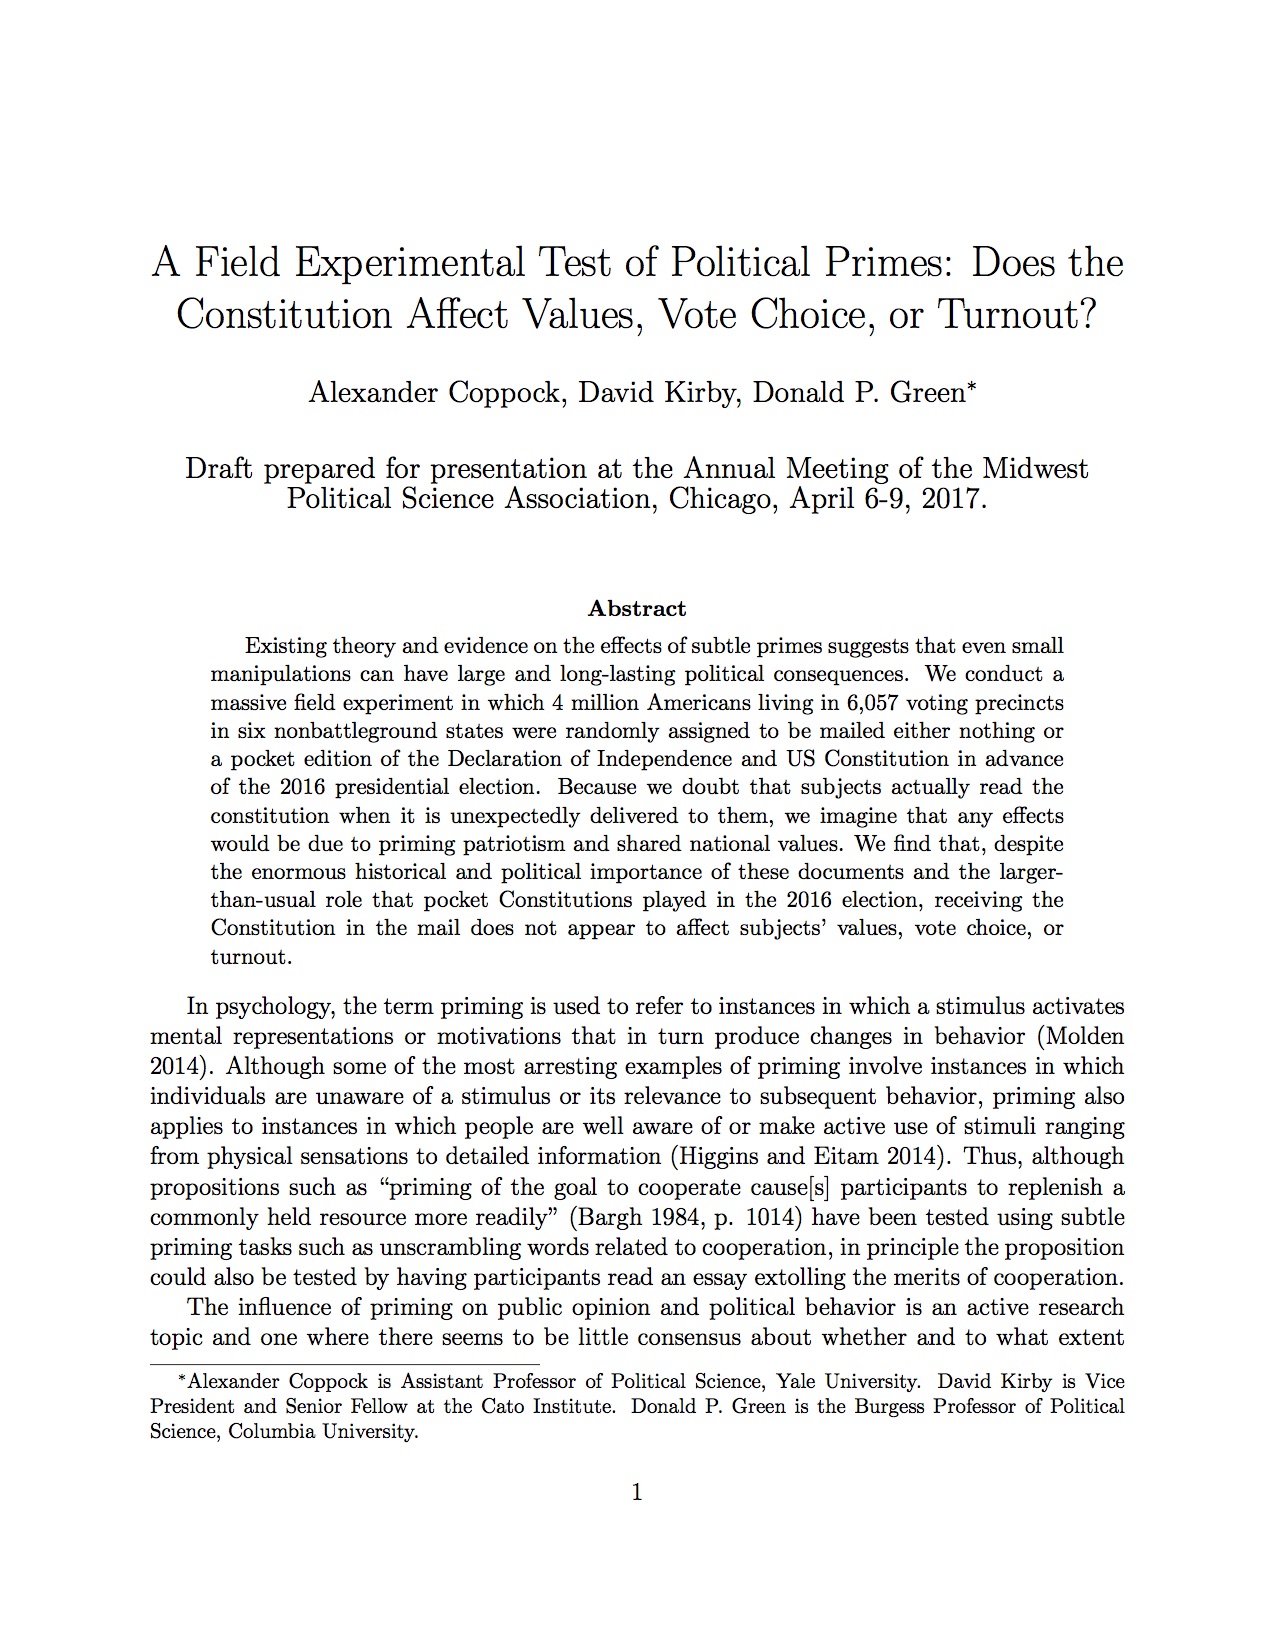 A Field Experimental Test of Political Primes: Does the
Constitution Affect Values, Vote Choice, or Turnout?
Alexander Coppock, David Kirby, Donald P. Green*
Draft prepared for presentation at the Annual Meeting of the Midwest
Political Science Association, Chicago, April 6-9, 2017.
Abstract
Existing theory and evidence on the effects of subtle primes suggests that even small
manipulations can have large and long-lasting political consequences. We conduct a
massive field experiment in which 4 million Americans living in 6,057 voting precincts
in six nonbattleground states were randomly assigned to be mailed either nothing or
a pocket edition of the Declaration of Independence and US Constitution in advance
of the 2016 presidential election. Because we doubt that subjects actually read the
constitution when it is unexpectedly delivered to them, we imagine that any effects
would be due to priming patriotism and shared national values. We find that, despite
the enormous historical and political importance of these documents and the larger-
than-usual role that pocket Constitutions played in the 2016 election, receiving the
Constitution in the mail does not appear to affect subjects' values, vote choice, or
turnout.
In psychology, the term priming is used to refer to instances in which a stimulus activates
mental representations or motivations that in turn produce changes in behavior (Molden
2014). Although some of the most arresting examples of priming involve instances in which
individuals are unaware of a stimulus or its relevance to subsequent behavior, priming also
applies to instances in which people are well aware of or make active use of stimuli ranging
from physical sensations to detailed information (Higgins and Eitam 2014). Thus, although
propositions such as “priming of the goal to cooperate cause[s] participants to replenish a
commonly held resource more readily” (Bargh 1984, p. 1014) have been tested using subtle
priming tasks such as unscrambling words related to cooperation, in principle the proposition
could also be tested by having participants read an essay extolling the merits of cooperation.
The influence of priming on public opinion and political behavior is an active research
topic and one where there seems to be little consensus about whether and to what extent
*Alexander Coppock is Assistant Professor of Political Science, Yale University. David Kirby is Vice
President and Senior Fellow at the Cato Institute. Donald P. Green is the Burgess Professor of Political
Science, Columbia University.
1